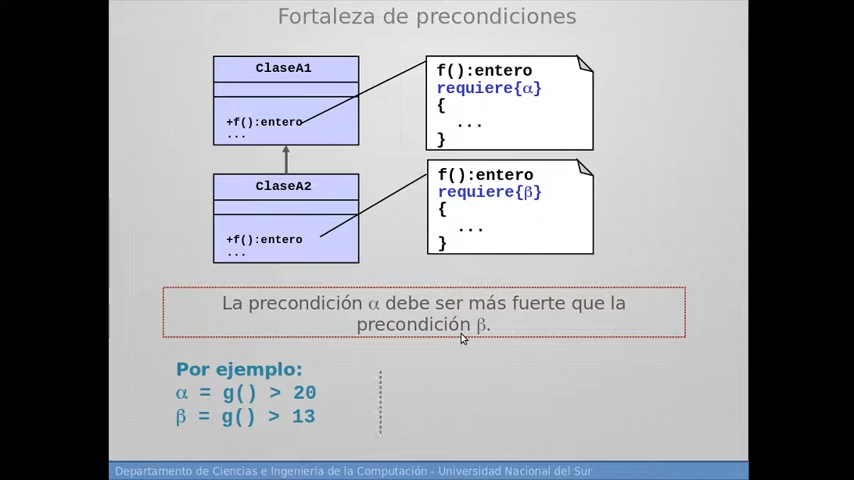 Fortaleza de precondiciones
ClaseA1
+f():entero
...
f():entero
requiere{α}
{
...
}
ClaseA2
+f():entero
...
f():entero
requiere{β}
{
...
}
La precondición α debe ser más fuerte que la
precondición β.
Por ejemplo:
α = g() > 20
β = g() > 13
Departamento de Ciencias e Ingeniería de la Computación - Universidad Nacional del Sur